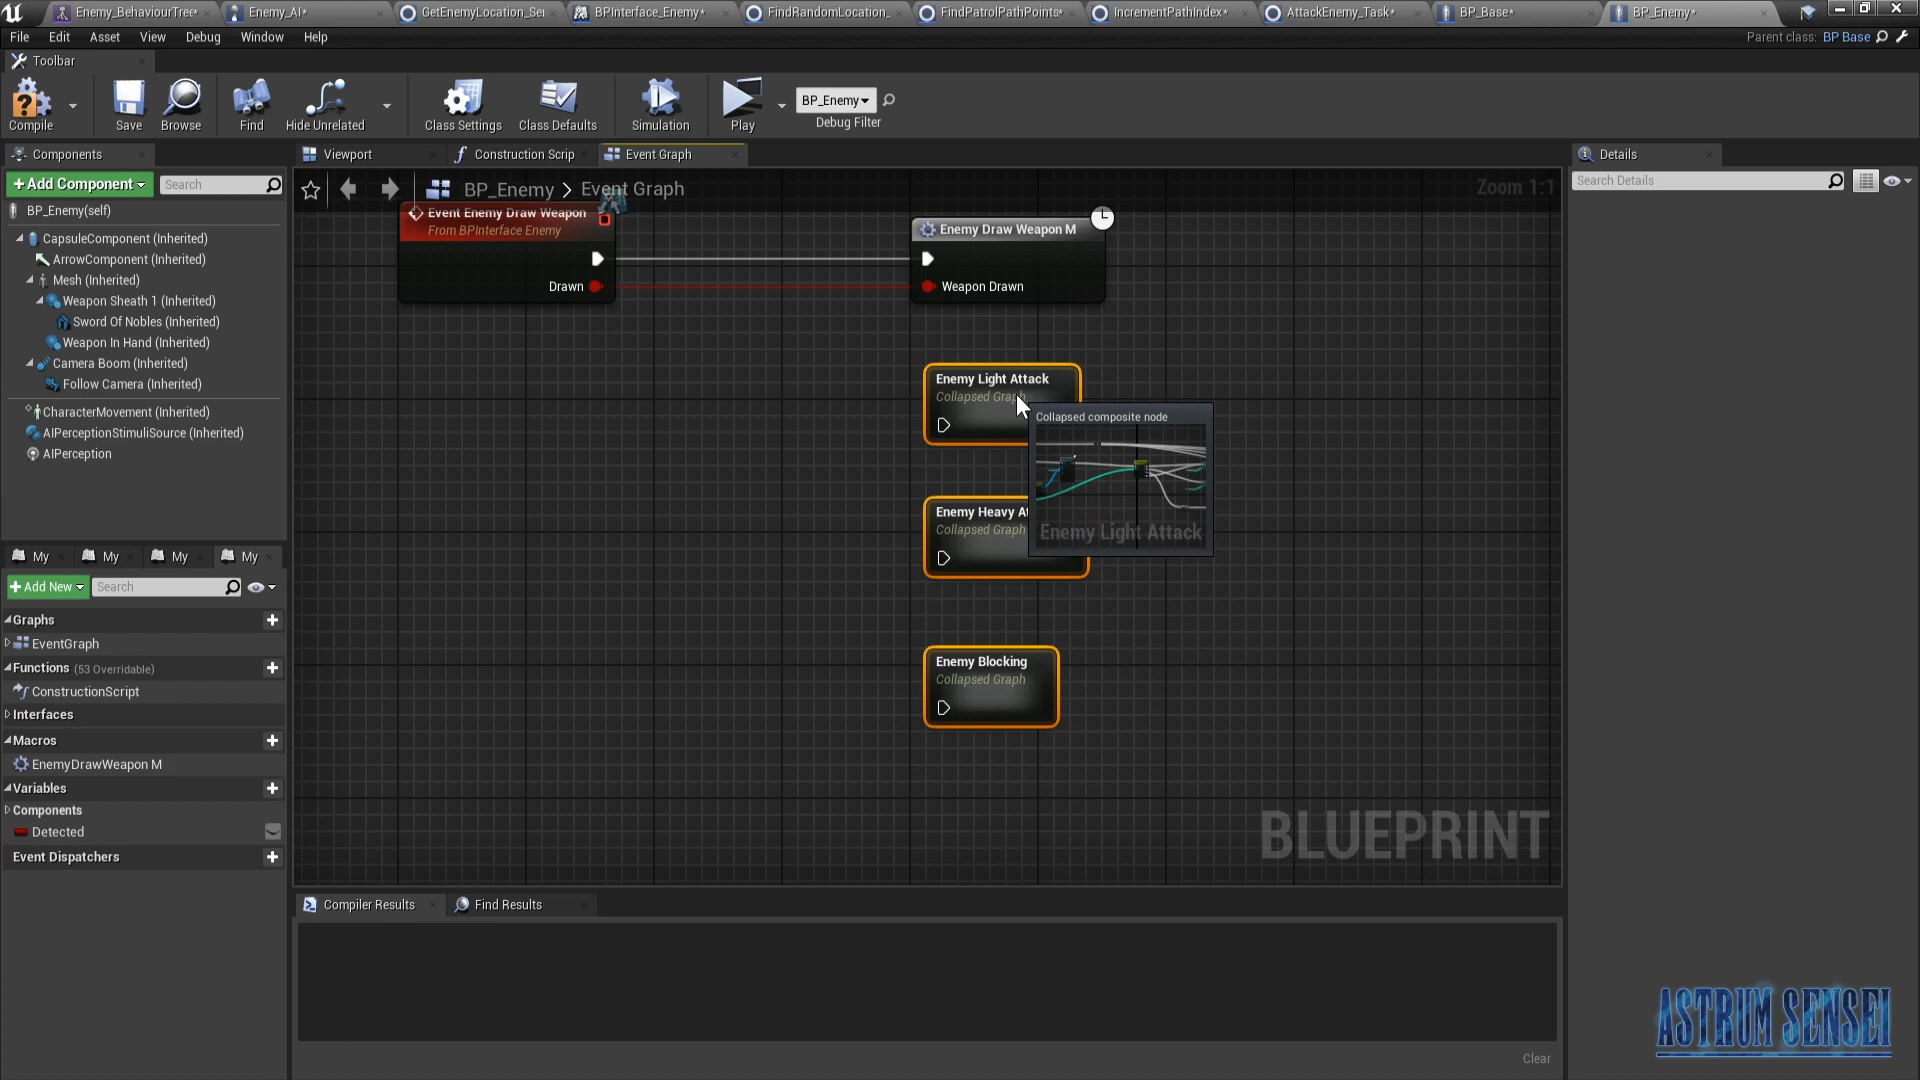 Enemy_BehaviourTree*
Enemy_AI*
GetEnemyLocation_Ser
BPInterface_Enemy*
FindRandomLocation_
FindPatrolPathPoints*
IncrementPathIndex*
AttackEnemy_Task*
BP_Base*
BP_Enemy*
File Edit Asset View Debug Window Help
Parent class: BP Base
Toolbar
Compile
Save
Browse
Find
Hide Unrelated
Class Settings
Class Defaults
Simulation
Play
BP_Enemy
Debug Filter
Components
Viewport
Construction Scrip
Event Graph
Details
+Add Component
Search
BP_Enemy > Event Graph
Zoom 1:1
Search Details
BP_Enemy(self)
CapsuleComponent (Inherited)
ArrowComponent (Inherited)
Mesh (Inherited)
Weapon Sheath 1 (Inherited)
Sword Of Nobles (Inherited)
Weapon In Hand (Inherited)
Camera Boom (Inherited)
Follow Camera (Inherited)
CharacterMovement (Inherited)
AIPerceptionStimuliSource (Inherited)
AIPerception
Event Enemy Draw Weapon
From BPInterface Enemy
Drawn
Enemy Draw Weapon M
Weapon Drawn
Enemy Light Attack
Collapsed Graph
Collapsed composite node
Enemy Light Attack
Enemy Heavy At
Collapsed Graph
Enemy Blocking
Collapsed Graph
BLUEPRINT
My
My
My
My
+Add New
Search
Graphs
EventGraph
Functions (53 Overridable)
ConstructionScript
Interfaces
Macros
EnemyDrawWeapon M
Variables
Components
Detected
Event Dispatchers
Compiler Results
Find Results
Clear
ASTRUM SENSEI